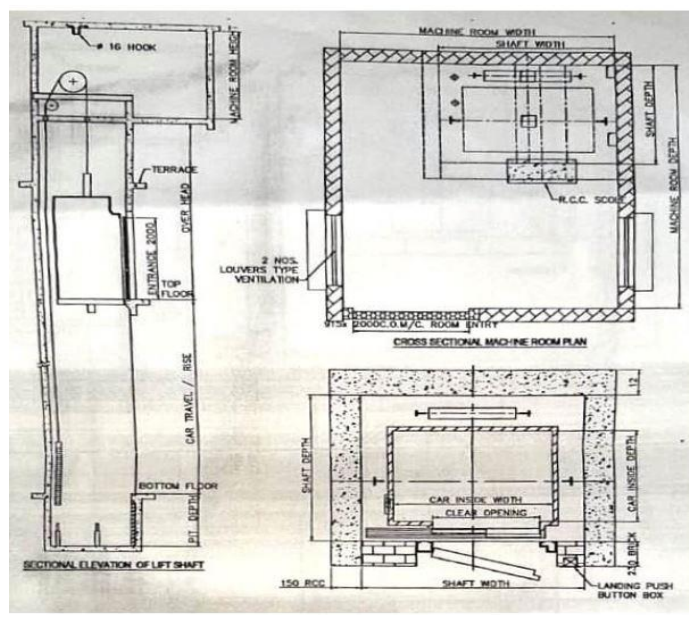 ø 16 HOOK
MACHINE ROOM HEIGHT
TERRACE
OVER HEAD
ENTRANCE 2000
TOP
FLOOR
CAR TRAVEL / RISE
BOTTOM FLOOR
PIT DEPTH
SECTIONAL ELEVATION OF LIFT SHAFT
MACHINE ROOM WIDTH
SHAFT WIDTH
SHAFT DEPTH
MACHINE ROOM DEPTH
R.C.C.
2 NOS.
LOUVERS TYPE
VENTILATION
2000C.O.M/C. ROOM ENTRY
CROSS SECTIONAL MACHINE ROOM PLAN
12
SHAFT DEPTH
CAR INSIDE DEPTH
CAR INSIDE WIDTH
CLEAR OPENING
230 BRICK
150 RCC
SHAFT WIDTH
LANDING PUSH
BUTTON BOX